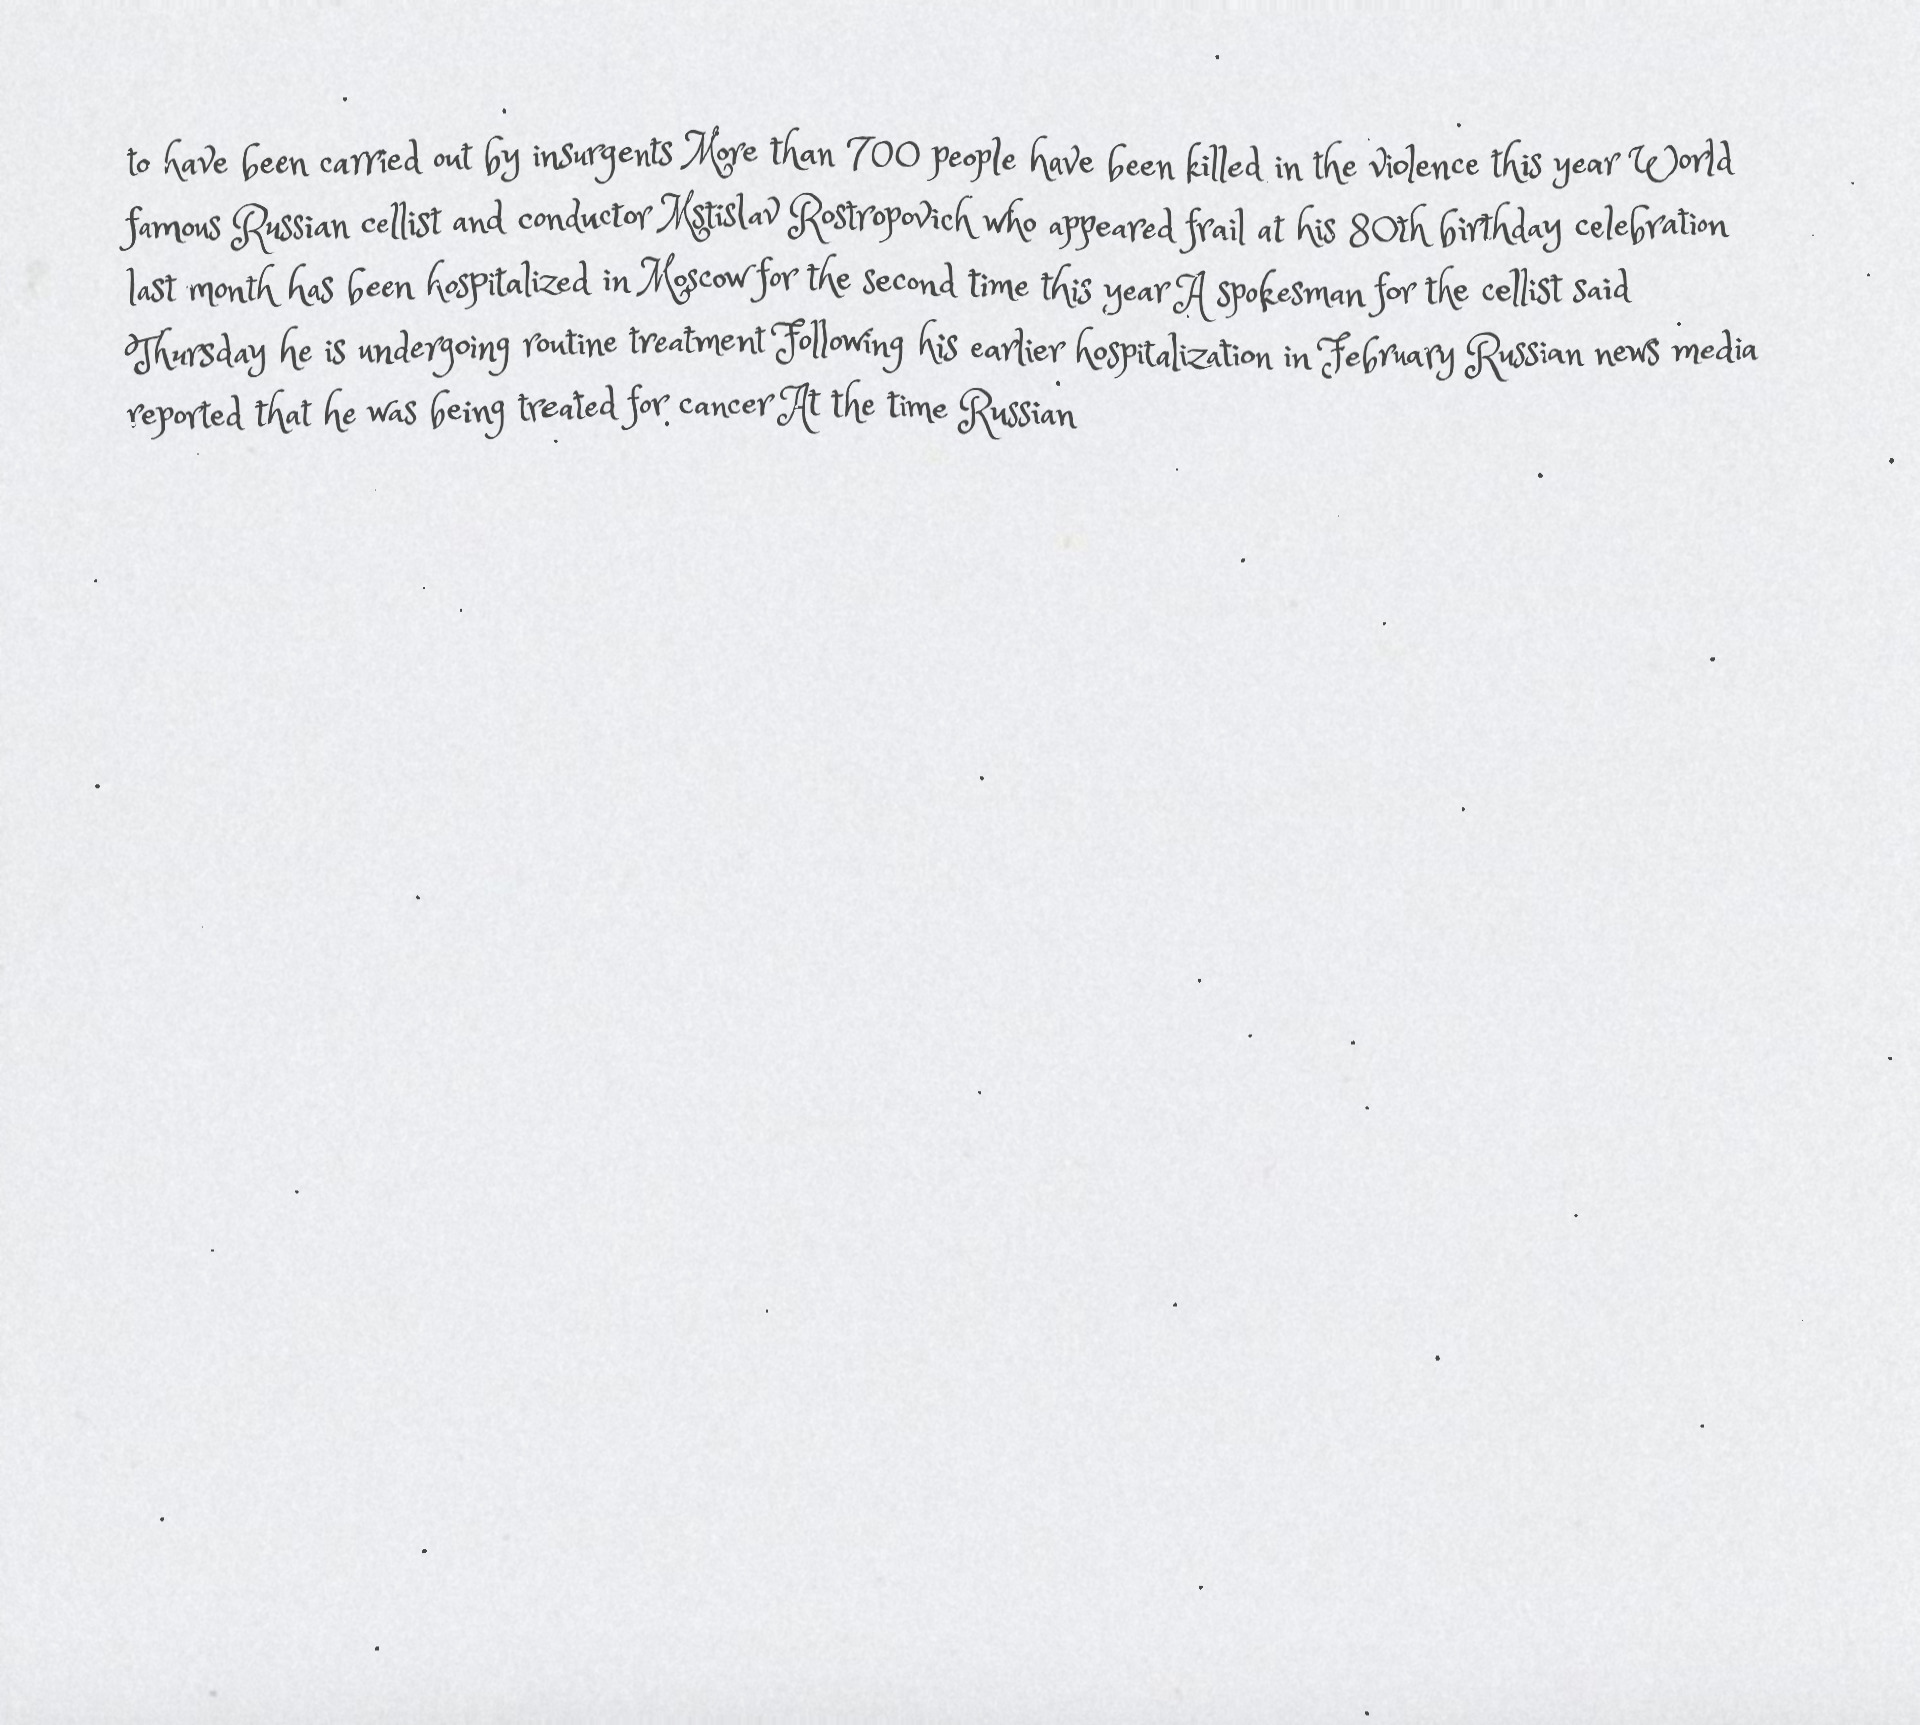 to have been carried out by insurgents More than 700 people have been killed in the violence this year World
famous Russian cellist and conductor Mstislav Rostropovich who appeared frail at his 80th birthday celebration
last month has been hospitalized in Moscow for the second time this year A spokesman for the cellist said
Thursday he is undergoing routine treatment Following his earlier hospitalization in February Russian news media
reported that he was being treated for cancer At the time Russian